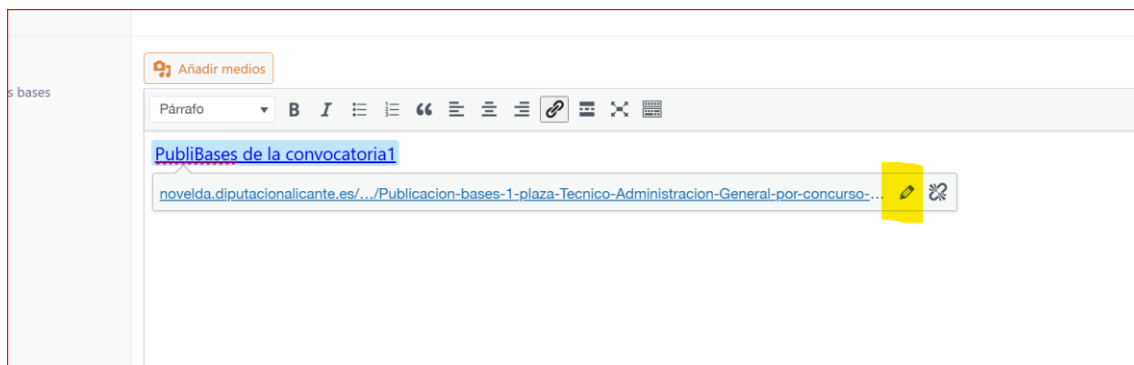 Añadir medios
s bases
Párrafo
PubliBases de la convocatoria1
novelda.diputacionalicante.es/.../Publicacion-bases-1-plaza-Tecnico-Administracion-General-por-concurso-...